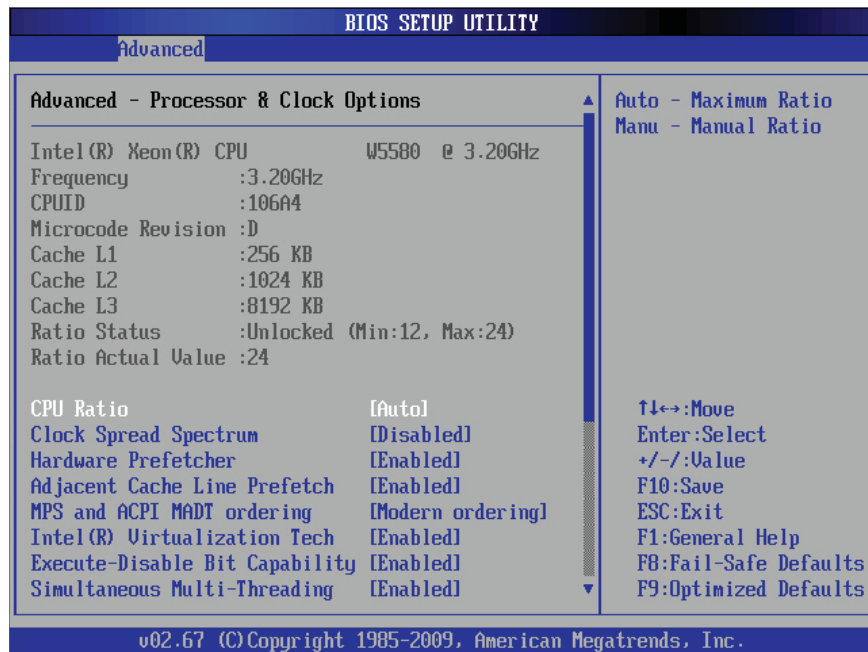 BIOS SETUP UTILITY
Advanced
Advanced - Processor & Clock Options
Intel(R) Xeon(R) CPU W5580 @ 3.20GHz
Frequency :3.20GHz
CPUID :106A4
Microcode Revision :D
Cache L1 :256 KB
Cache L2 :1024 KB
Cache L3 :8192 KB
Ratio Status :Unlocked (Min:12, Max:24)
Ratio Actual Value :24
CPU Ratio [Auto]
Clock Spread Spectrum [Disabled]
Hardware Prefetcher [Enabled]
Adjacent Cache Line Prefetch [Enabled]
MPS and ACPI MADT ordering [Modern ordering]
Intel(R) Virtualization Tech [Enabled]
Execute-Disable Bit Capability [Enabled]
Simultaneous Multi-Threading [Enabled]
Auto - Maximum Ratio
Manu - Manual Ratio
↑↓←→:Move
Enter:Select
+/-/:Value
F10:Save
ESC:Exit
F1:General Help
F8:Fail-Safe Defaults
F9:Optimized Defaults
v02.67 (C)Copyright 1985-2009, American Megatrends, Inc.